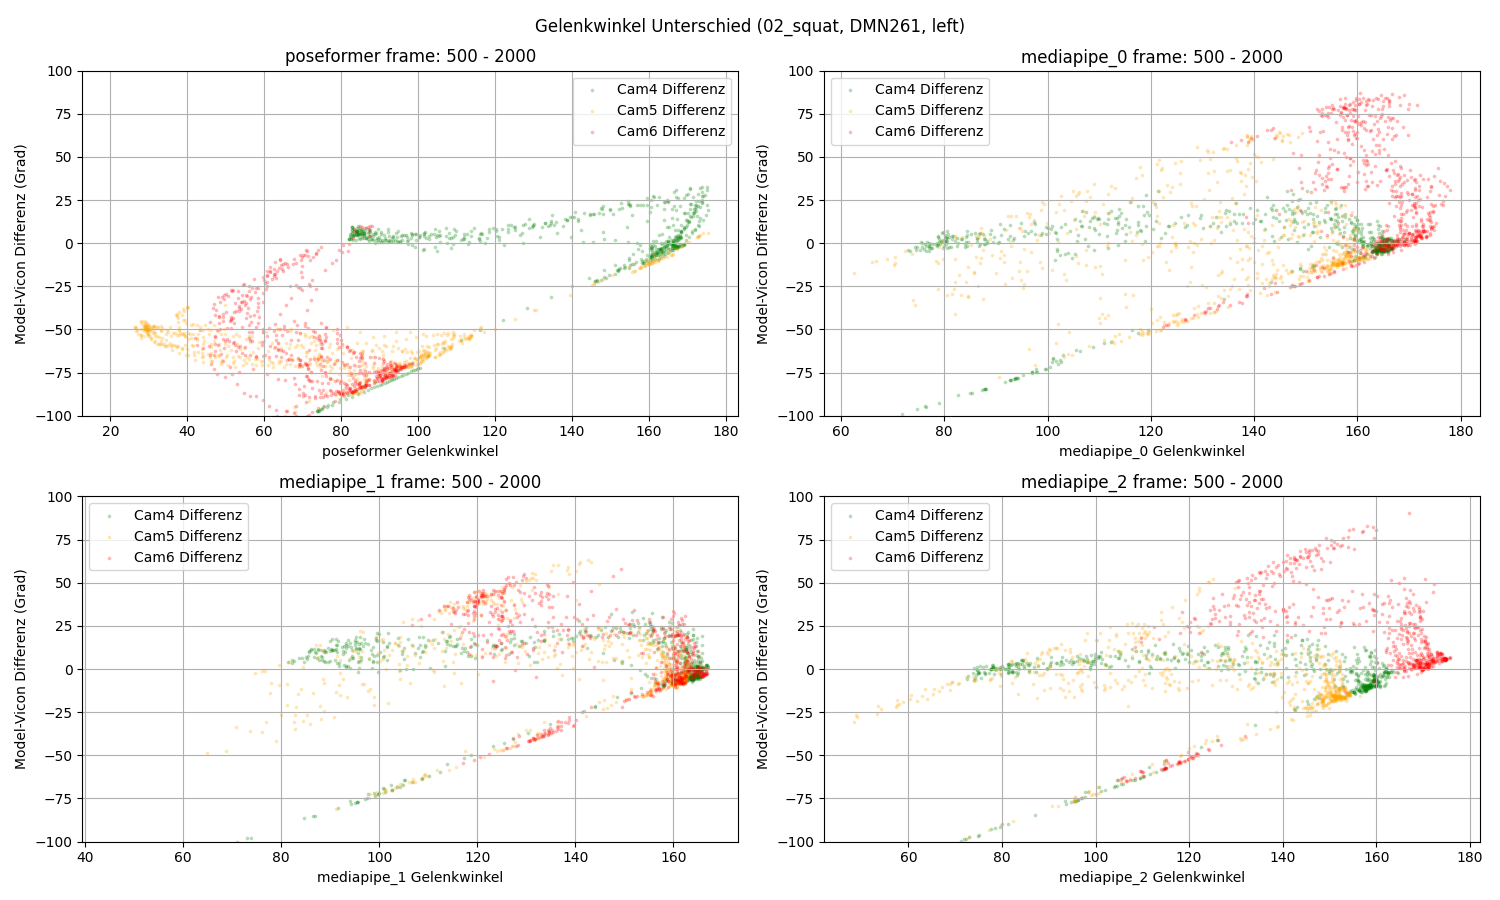 Gelenkwinkel Unterschied (02_squat, DMN261, left)
poseformer frame: 500 - 2000
Model-Vicon Differenz (Grad)
100
75
50
25
0
−25
−50
−75
−100
Cam4 Differenz
Cam5 Differenz
Cam6 Differenz
20 40 60 80 100 120 140 160 180
poseformer Gelenkwinkel
mediapipe_0 frame: 500 - 2000
Model-Vicon Differenz (Grad)
100
75
50
25
0
−25
−50
−75
−100
Cam4 Differenz
Cam5 Differenz
Cam6 Differenz
60 80 100 120 140 160 180
mediapipe_0 Gelenkwinkel
mediapipe_1 frame: 500 - 2000
Model-Vicon Differenz (Grad)
100
75
50
25
0
−25
−50
−75
−100
Cam4 Differenz
Cam5 Differenz
Cam6 Differenz
40 60 80 100 120 140 160
mediapipe_1 Gelenkwinkel
mediapipe_2 frame: 500 - 2000
Model-Vicon Differenz (Grad)
100
75
50
25
0
−25
−50
−75
−100
Cam4 Differenz
Cam5 Differenz
Cam6 Differenz
60 80 100 120 140 160 180
mediapipe_2 Gelenkwinkel